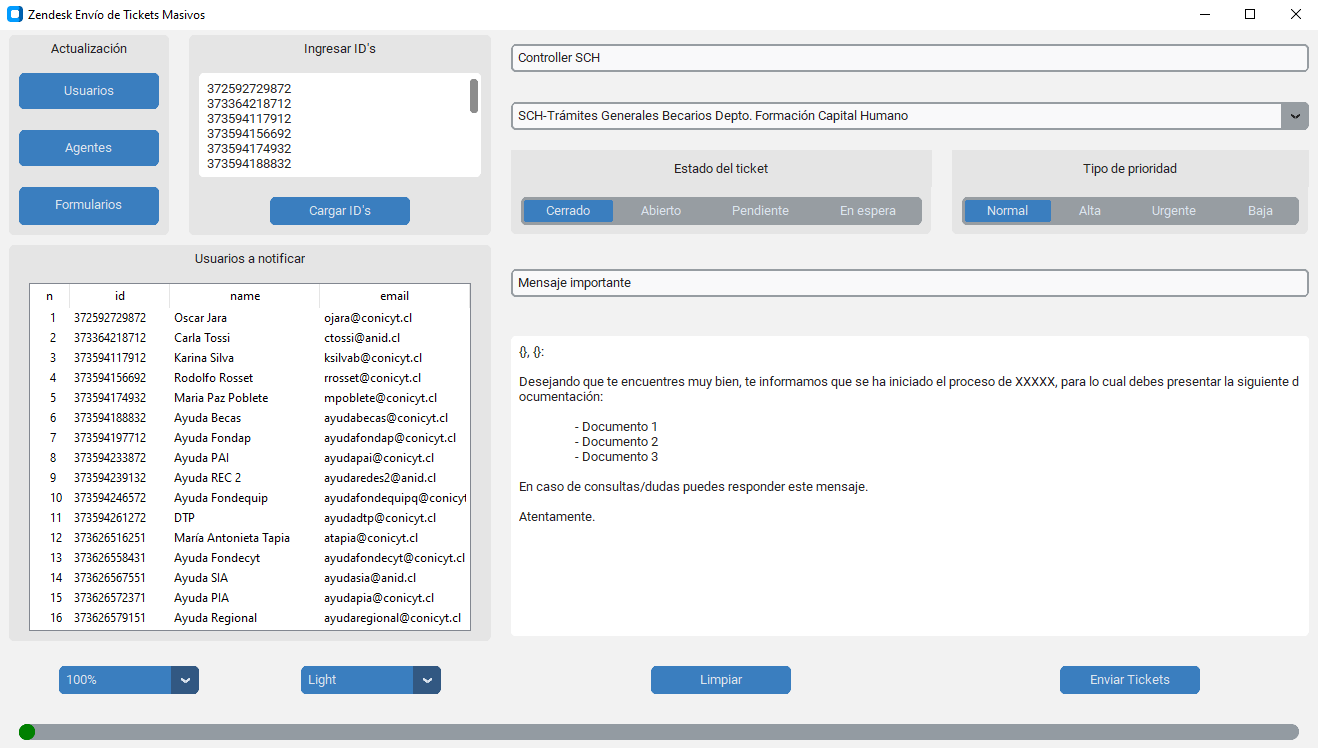 Zendesk Envío de Tickets Masivos
Actualización
Usuarios
Agentes
Formularios
Ingresar ID's
372592729872
373364218712
373594117912
373594156692
373594174932
373594188832
Cargar ID's
Controller SCH
SCH-Trámites Generales Becarios Depto. Formación Capital Humano
Estado del ticket
Cerrado Abierto Pendiente En espera
Tipo de prioridad
Normal Alta Urgente Baja
Usuarios a notificar
n id name email
1 372592729872 Oscar Jara ojara@conicyt.cl
2 373364218712 Carla Tossi ctossi@anid.cl
3 373594117912 Karina Silva ksilvab@conicyt.cl
4 373594156692 Rodolfo Rosset rrosset@conicyt.cl
5 373594174932 Maria Paz Poblete mpoblete@conicyt.cl
6 373594188832 Ayuda Becas ayudabecas@conicyt.cl
7 373594197712 Ayuda Fondap ayudafondap@conicyt.cl
8 373594233872 Ayuda PAI ayudapai@conicyt.cl
9 373594239132 Ayuda REC 2 ayudaredes2@anid.cl
10 373594246572 Ayuda Fondequip ayudafondequipq@conicyt
11 373594261272 DTP ayudadtp@conicyt.cl
12 373626516251 María Antonieta Tapia atapia@conicyt.cl
13 373626558431 Ayuda Fondecyt ayudafondecyt@conicyt.cl
14 373626567551 Ayuda SIA ayudasia@anid.cl
15 373626572371 Ayuda PIA ayudapia@conicyt.cl
16 373626579151 Ayuda Regional ayudaregional@conicyt.cl
Mensaje importante
{}, {}:
Desejando que te encuentres muy bien, te informamos que se ha iniciado el proceso de XXXXX, para lo cual debes presentar la siguiente d
ocumentación:
- Documento 1
- Documento 2
- Documento 3
En caso de consultas/dudas puedes responder este mensaje.
Atentamente.
100%
Light
Limpiar
Enviar Tickets